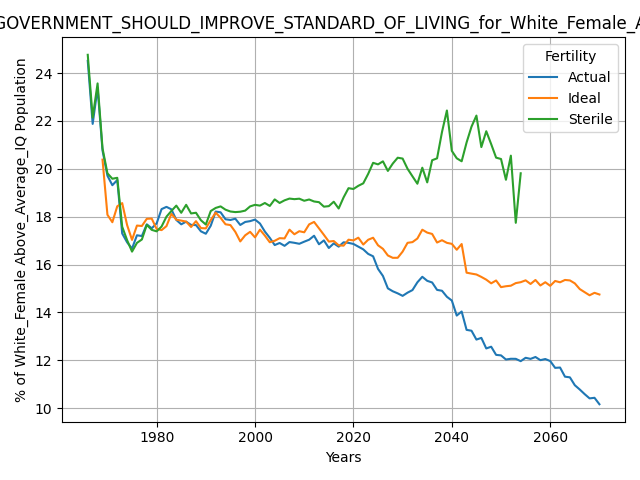 GOVERNMENT_SHOULD_IMPROVE_STANDARD_OF_LIVING_for_White_Female_A
% of White_Female Above_Average_IQ Population
24
22
20
18
16
14
12
10
Fertility
Actual
Ideal
Sterile
1980
2000
2020
2040
2060
Years